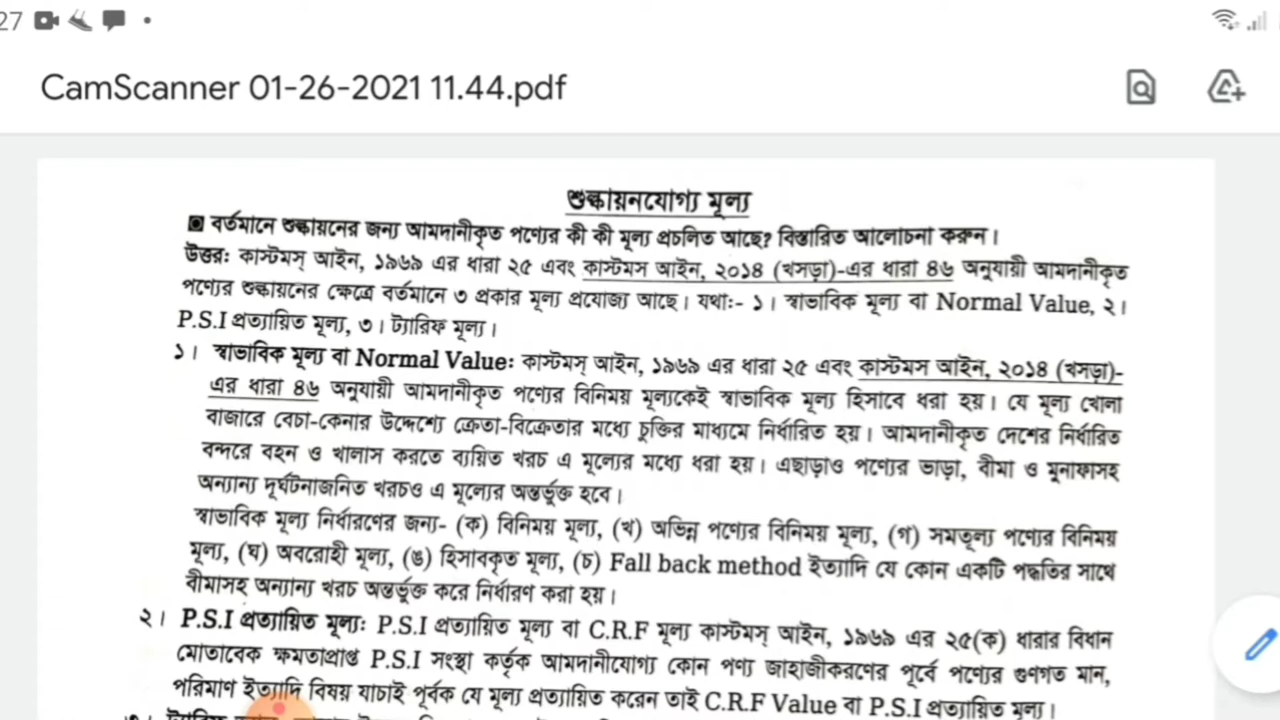 27
CamScanner 01-26-2021 11.44.pdf
শুল্কায়নযোগ্য মূল্য
বর্তমানে শুল্কায়নের জন্য আমদানীকৃত পণ্যের কী কী মূল্য প্রচলিত আছে? বিস্তারিত আলোচনা করুন।
উত্তর: কাস্টমস্ আইন, ১৯৬৯ এর ধারা ২৫ এবং কাস্টমস আইন, ২০১৪ (খসড়া)-এর ধারা ৪৬ অনুযায়ী আমদানীকৃত
পণ্যের শুল্কায়নের ক্ষেত্রে বর্তমানে ৩ প্রকার মূল্য প্রযোজ্য আছে। যথা:- ১। স্বাভাবিক মূল্য বা Normal Value, ২।
P.S.I প্রত্যায়িত মূল্য, ৩। ট্যারিফ মূল্য।
১। স্বাভাবিক মূল্য বা Normal Value: কাস্টমস্ আইন, ১৯৬৯ এর ধারা ২৫ এবং কাস্টমস আইন, ২০১৪ (খসড়া)-
এর ধারা ৪৬ অনুযায়ী আমদানীকৃত পণ্যের বিনিময় মূল্যকেই স্বাভাবিক মূল্য হিসাবে ধরা হয়। যে মূল্য খোলা
বাজারে বেচা-কেনার উদ্দেশ্যে ক্রেতা-বিক্রেতার মধ্যে চুক্তির মাধ্যমে নির্ধারিত হয়। আমদানীকৃত দেশের নির্ধারিত
বন্দরে বহন ও খালাস করতে ব্যয়িত খরচ এ মূল্যের মধ্যে ধরা হয়। এছাড়াও পণ্যের ভাড়া, বীমা ও মুনাফাসহ
অন্যান্য দূর্ঘটনাজনিত খরচও এ মূল্যের অন্তর্ভুক্ত হবে।
স্বাভাবিক মূল্য নির্ধারণের জন্য- (ক) বিনিময় মূল্য, (খ) অভিন্ন পণ্যের বিনিময় মূল্য, (গ) সমতূল্য পণ্যের বিনিময়
মূল্য, (ঘ) অবরোহী মূল্য, (ঙ) হিসাবকৃত মূল্য, (চ) Fall back method ইত্যাদি যে কোন একটি পদ্ধতির সাথে
বীমাসহ অন্যান্য খরচ অন্তর্ভুক্ত করে নির্ধারণ করা হয়।
২। P.S.I প্রত্যায়িত মূল্য: P.S.I প্রত্যায়িত মূল্য বা C.R.F মূল্য কাস্টমস্ আইন, ১৯৬৯ এর ২৫(ক) ধারার বিধান
মোতাবেক ক্ষমতাপ্রাপ্ত P.S.I সংস্থা কর্তৃক আমদানীযোগ্য কোন পণ্য জাহাজীকরণের পূর্বে পণ্যের গুণগত মান,
পরিমাণ ইত্যাদি বিষয় যাচাই পূর্বক যে মূল্য প্রত্যায়িত করেন তাই C.R.F Value বা P.S.I প্রত্যায়িত মূল্য।